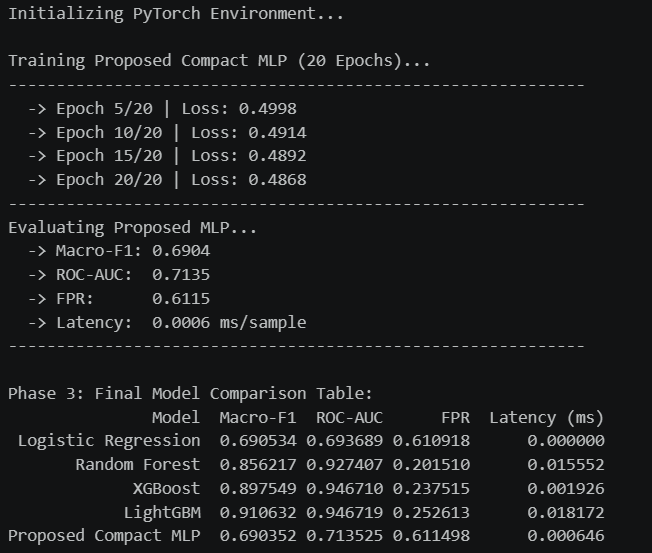 Initializing PyTorch Environment...
Training Proposed Compact MLP (20 Epochs)...
------------------------------------------------------------
-> Epoch 5/20 | Loss: 0.4998
-> Epoch 10/20 | Loss: 0.4914
-> Epoch 15/20 | Loss: 0.4892
-> Epoch 20/20 | Loss: 0.4868
------------------------------------------------------------
Evaluating Proposed MLP...
-> Macro-F1: 0.6904
-> ROC-AUC: 0.7135
-> FPR: 0.6115
-> Latency: 0.0006 ms/sample
------------------------------------------------------------
Phase 3: Final Model Comparison Table:
Model Macro-F1 ROC-AUC FPR Latency (ms)
Logistic Regression 0.690534 0.693689 0.610918 0.000000
Random Forest 0.856217 0.927407 0.201510 0.015552
XGBoost 0.897549 0.946710 0.237515 0.001926
LightGBM 0.910632 0.946719 0.252613 0.018172
Proposed Compact MLP 0.690352 0.713525 0.611498 0.000646